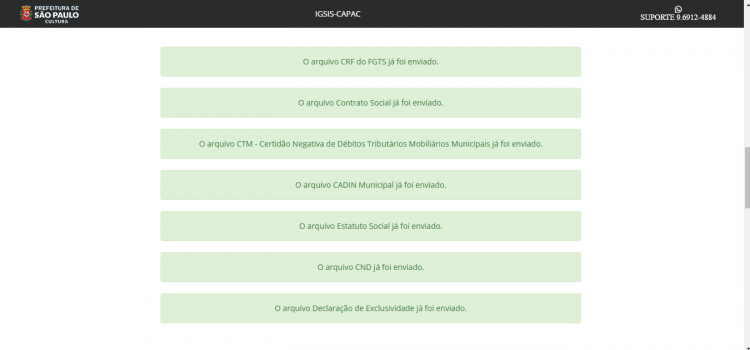 PREFEITURA DE
SÃO PAULO
CULTURA
IGSIS-CAPAC
SUPORTE 9.6912-4884
O arquivo CRF do FGTS já foi enviado.
O arquivo Contrato Social já foi enviado.
O arquivo CTM - Certidão Negativa de Débitos Tributários Mobiliários Municipais já foi enviado.
O arquivo CADIN Municipal já foi enviado.
O arquivo Estatuto Social já foi enviado.
O arquivo CND já foi enviado.
O arquivo Declaração de Exclusividade já foi enviado.